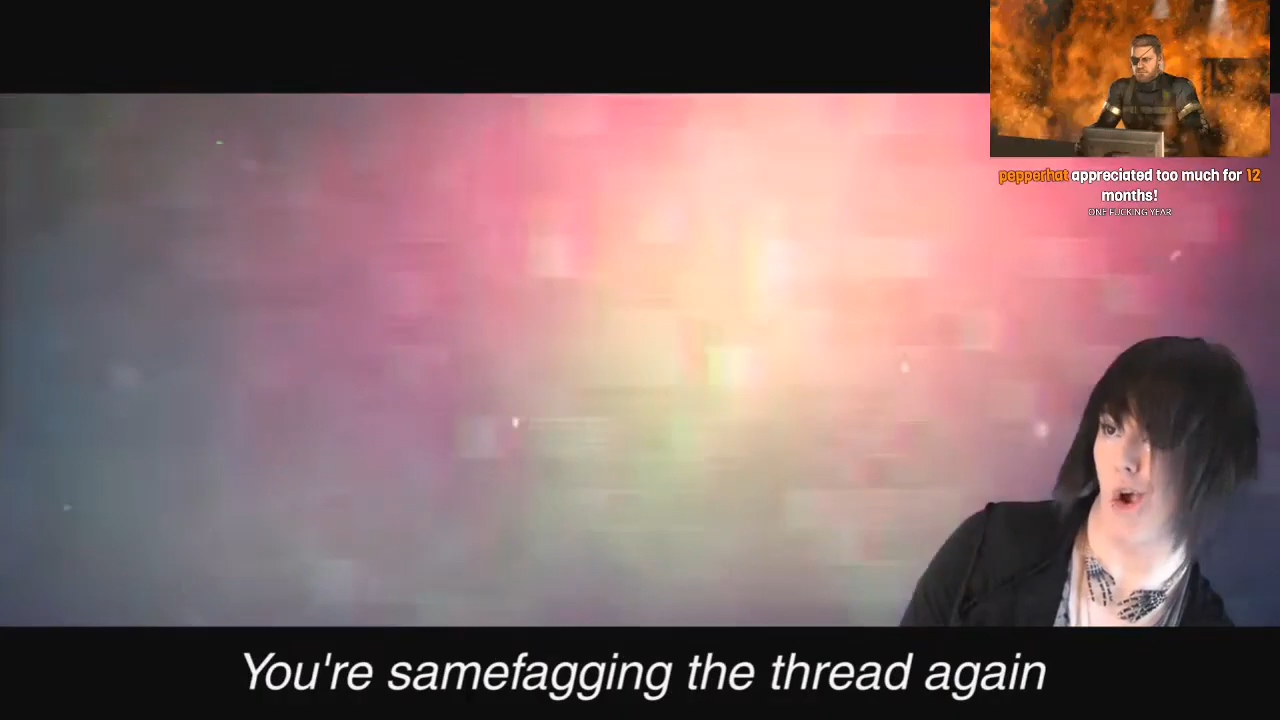 pepperhat appreciated too much for 12
months!
ONE FUCKING YEAR
You're samefagging the thread again